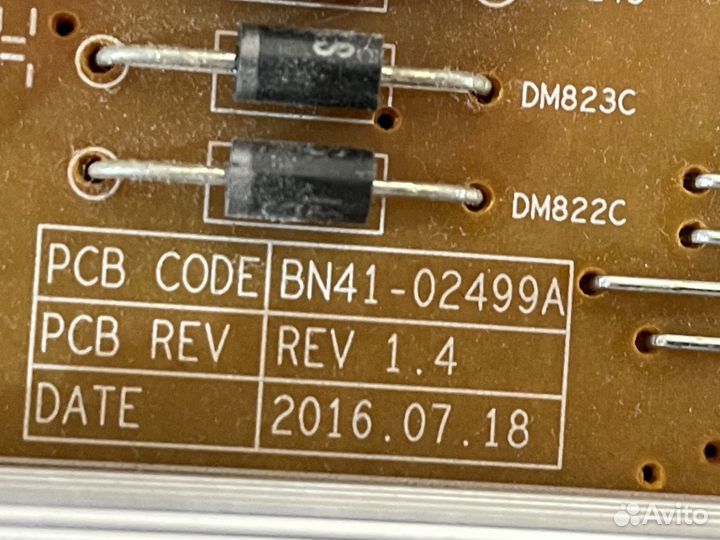 S
DM823C
DM822C
PCB CODE BN41-02499A
PCB REV REV 1.4
DATE 2016.07.18
Avito